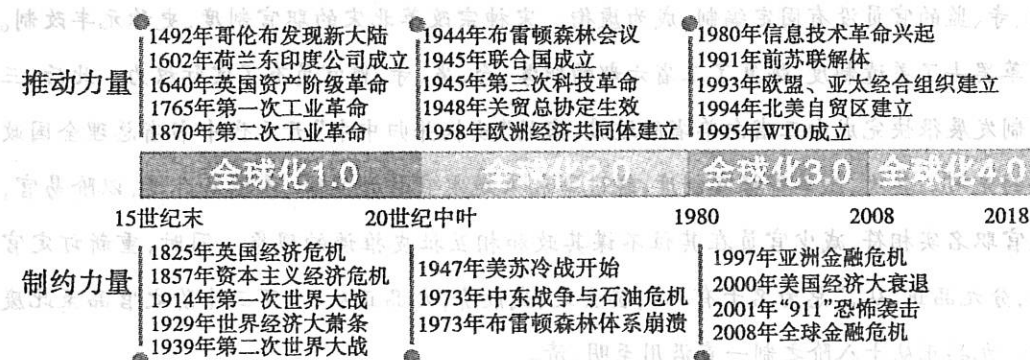 推动力量
1492年哥伦布发现新大陆
1602年荷兰东印度公司成立
1640年英国资产阶级革命
1765年第一次工业革命
1870年第二次工业革命
1944年布雷顿森林会议
1945年联合国成立
1945年第三次科技革命
1948年关贸总协定生效
1958年欧洲经济共同体建立
1980年信息技术革命兴起
1991年前苏联解体
1993年欧盟、亚太经合组织建立
1994年北美自贸区建立
1995年WTO成立
全球化1.0 全球化2.0 全球化3.0 全球化4.0
15世纪末 20世纪中叶 1980 2008 2018
制约力量
1825年英国经济危机
1857年资本主义经济危机
1914年第一次世界大战
1929年世界经济大萧条
1939年第二次世界大战
1947年美苏冷战开始
1973年中东战争与石油危机
1973年布雷顿森林体系崩溃
1997年亚洲金融危机
2000年美国经济大衰退
2001年“911”恐怖袭击
2008年全球金融危机